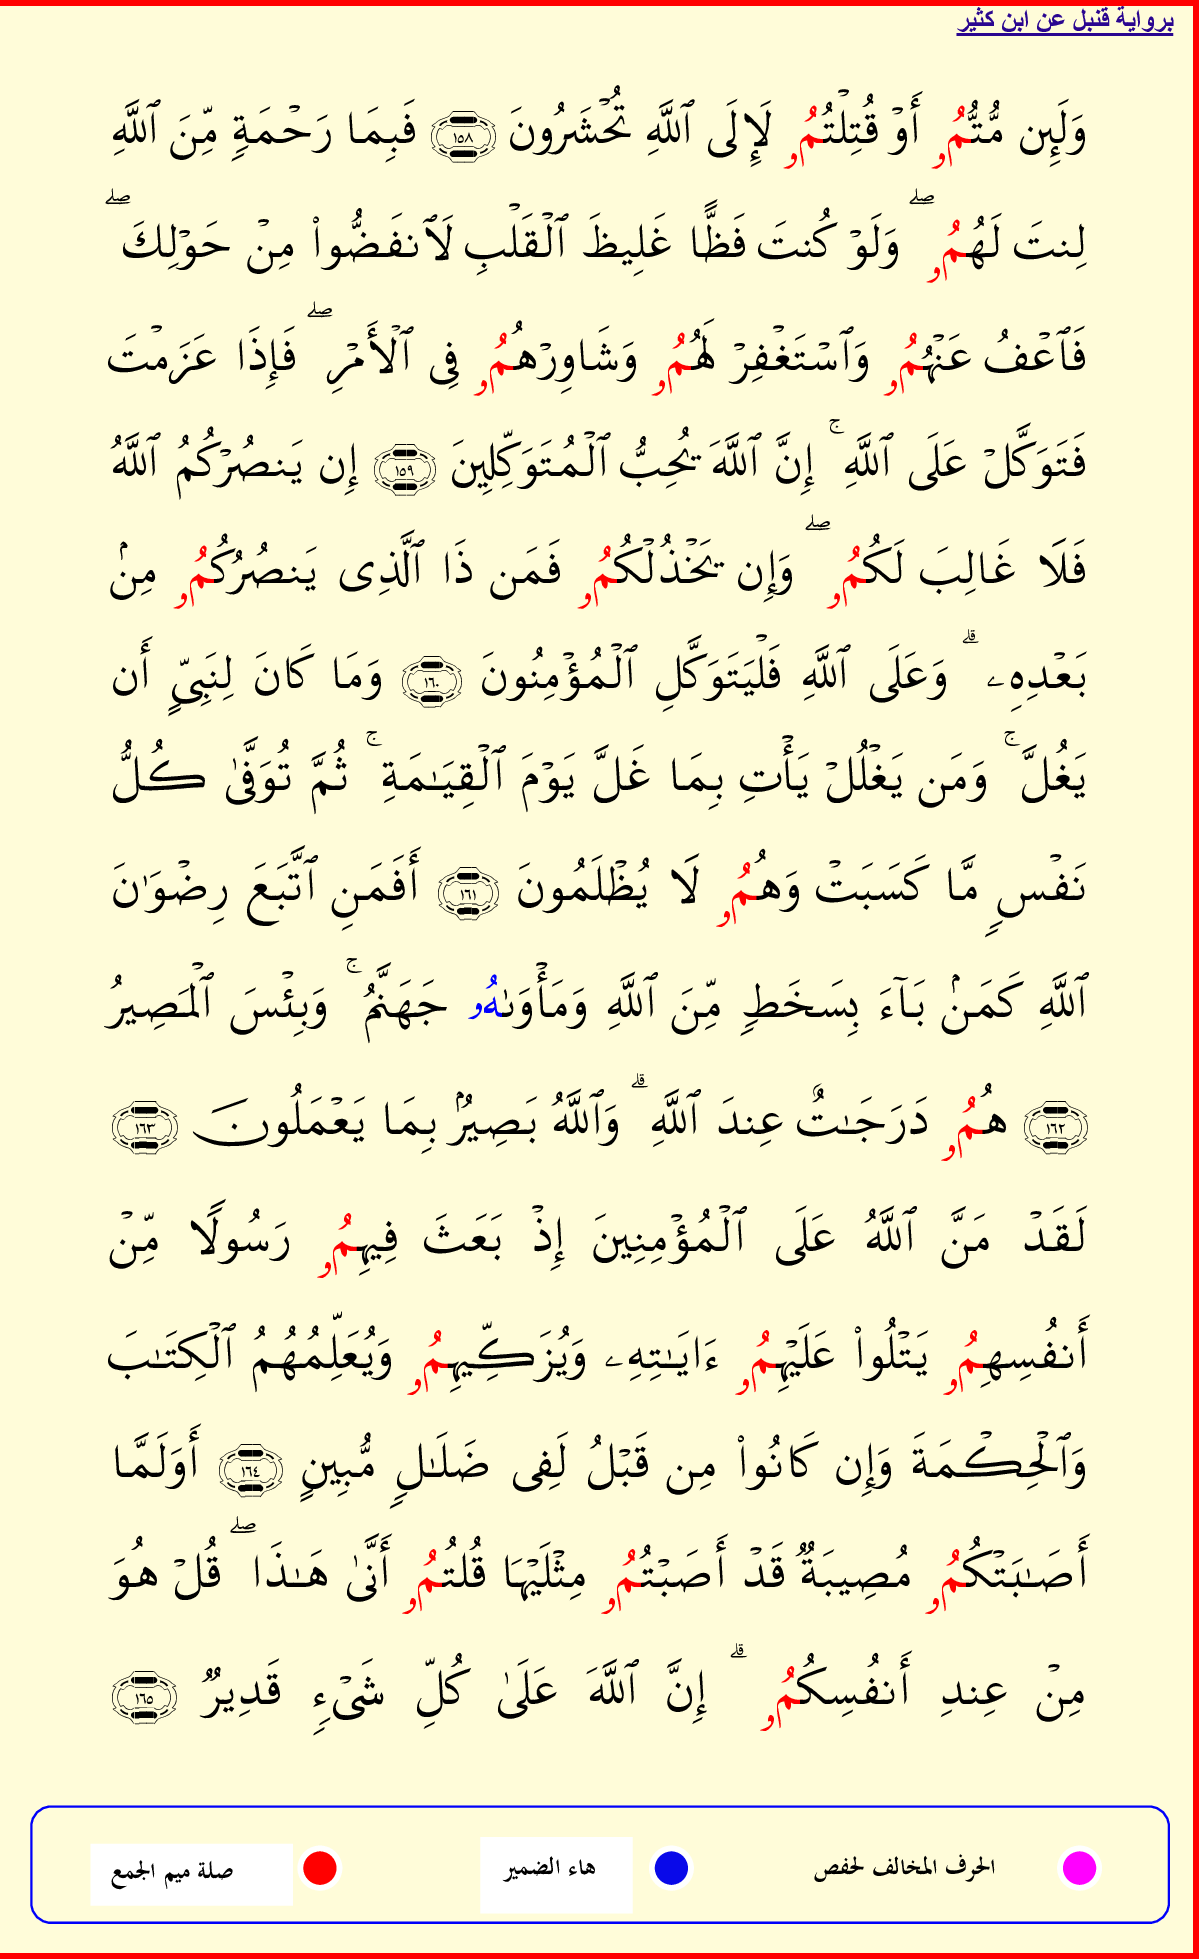 برواية قنبل عن ابن كثير
وَلَئِن مُّتُّمُۥ أَوۡ قُتِلۡتُمُۥ لَإِلَى ٱللَّهِ تُحۡشَرُونَ ١٥٨ فَبِمَا رَحۡمَةٖ مِّنَ ٱللَّهِ
لِنتَ لَهُمُۥۖ وَلَوۡ كُنتَ فَظًّا غَلِيظَ ٱلۡقَلۡبِ لَٱنفَضُّواْ مِنۡ حَوۡلِكَۖ
فَٱعۡفُ عَنۡهُمُۥ وَٱسۡتَغۡفِرۡ لَهُمُۥ وَشَاوِرۡهُمُۥ فِي ٱلۡأَمۡرِۖ فَإِذَا عَزَمۡتَ
فَتَوَكَّلۡ عَلَى ٱللَّهِۚ إِنَّ ٱللَّهَ يُحِبُّ ٱلۡمُتَوَكِّلِينَ ١٥٩ إِن يَنصُرۡكُمُ ٱللَّهُ
فَلَا غَالِبَ لَكُمُۥۖ وَإِن يَخۡذُلۡكُمُۥ فَمَن ذَا ٱلَّذِي يَنصُرُكُمُۥ مِنۢ
بَعۡدِهِۦۗ وَعَلَى ٱللَّهِ فَلۡيَتَوَكَّلِ ٱلۡمُؤۡمِنُونَ ١٦٠ وَمَا كَانَ لِنَبِيٍّ أَن
يَغُلَّۚ وَمَن يَغۡلُلۡ يَأۡتِ بِمَا غَلَّ يَوۡمَ ٱلۡقِيَٰمَةِۚ ثُمَّ تُوَفَّىٰ كُلُّ
نَفۡسٖ مَّا كَسَبَتۡ وَهُمُۥ لَا يُظۡلَمُونَ ١٦١ أَفَمَنِ ٱتَّبَعَ رِضۡوَٰنَ
ٱللَّهِ كَمَنۢ بَآءَ بِسَخَطٖ مِّنَ ٱللَّهِ وَمَأۡوَىٰهُۥ جَهَنَّمُۚ وَبِئۡسَ ٱلۡمَصِيرُ
١٦٢ هُمُۥ دَرَجَٰتٌ عِندَ ٱللَّهِۗ وَٱللَّهُ بَصِيرُۢ بِمَا يَعۡمَلُونَ ١٦٣
لَقَدۡ مَنَّ ٱللَّهُ عَلَى ٱلۡمُؤۡمِنِينَ إِذۡ بَعَثَ فِيهِمُۥ رَسُولٗا مِّنۡ
أَنفُسِهِمُۥ يَتۡلُواْ عَلَيۡهِمُۥ ءَايَٰتِهِۦ وَيُزَكِّيهِمُۥ وَيُعَلِّمُهُمُ ٱلۡكِتَٰبَ
وَٱلۡحِكۡمَةَ وَإِن كَانُواْ مِن قَبۡلُ لَفِي ضَلَٰلٖ مُّبِينٍ ١٦٤ أَوَلَمَّا
أَصَٰبَتۡكُمُۥ مُصِيبَةٞ قَدۡ أَصَبۡتُمُۥ مِثۡلَيۡهَا قُلۡتُمُۥ أَنَّىٰ هَٰذَاۖ قُلۡ هُوَ
مِنۡ عِندِ أَنفُسِكُمُۥۗ إِنَّ ٱللَّهَ عَلَىٰ كُلِّ شَيۡءٖ قَدِيرٞ ١٦٥
الحرف المخالف لحفص هاء الضمير صلة ميم الجمع